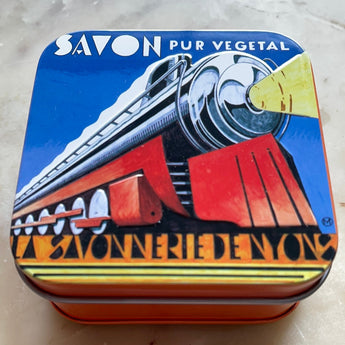 SAVON PUR VEGETAL
LA SAVONNERIE DE NYONS